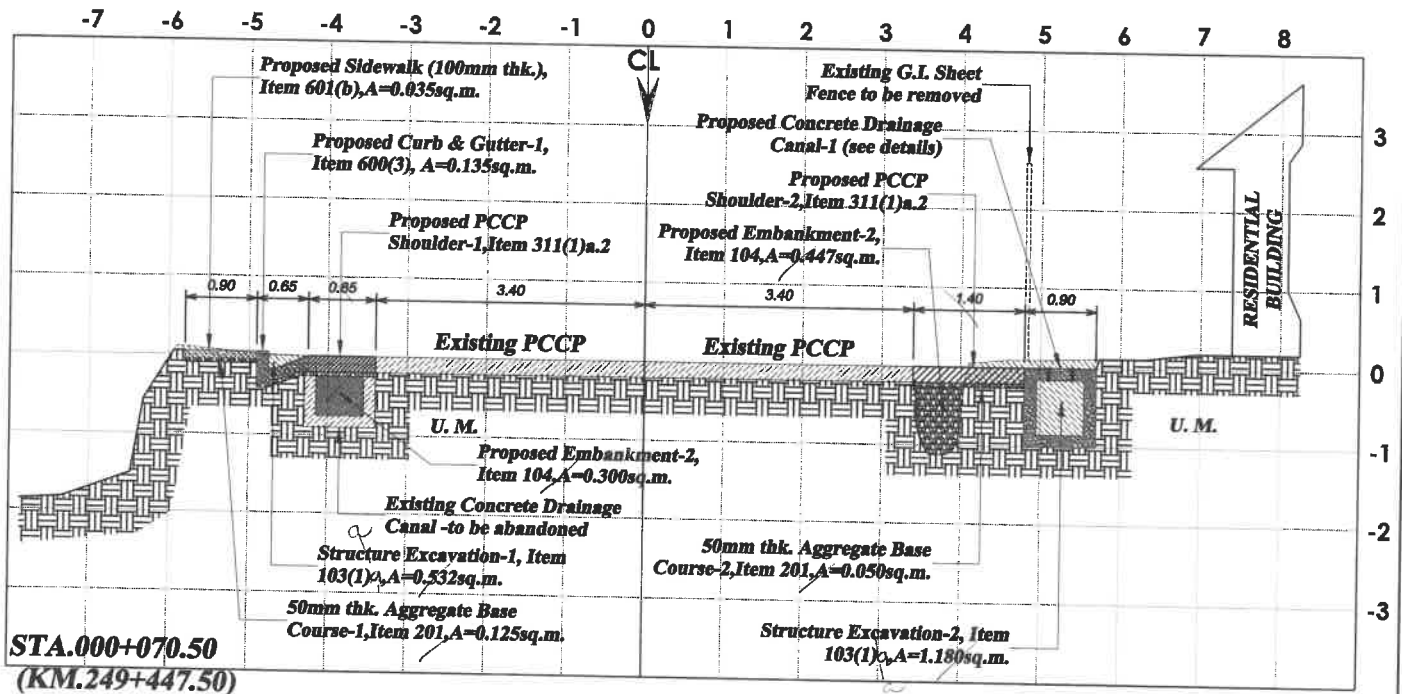 -7 -6 -5 -4 -3 -2 -1 0 1 2 3 4 5 6 7 8
CL
Proposed Sidewalk (100mm thk.),
Item 601(b),A=0.035sq.m.
Proposed Curb & Gutter-1,
Item 600(3), A=0.135sq.m.
Proposed PCCP
Shoulder-1,Item 311(1)a.2
Existing G.I. Sheet
Fence to be removed
Proposed Concrete Drainage
Canal-1 (see details)
Proposed PCCP
Shoulder-2,Item 311(1)a.2
Proposed Embankment-2,
Item 104,A=0.447sq.m.
RESIDENTIAL
BUILDING
3
2
1
0
-1
-2
-3
0.90 0.65 0.85 3.40 3.40 1.40 0.90
Existing PCCP
Existing PCCP
U. M.
U. M.
Proposed Embankment-2,
Item 104,A=0.300sq.m.
Existing Concrete Drainage
Canal -to be abandoned
Structure Excavation-1, Item
103(1)a,A=0.532sq.m.
50mm thk. Aggregate Base
Course-1,Item 201,A=0.125sq.m.
50mm thk. Aggregate Base
Course-2,Item 201,A=0.050sq.m.
Structure Excavation-2, Item
103(1)a,A=1.180sq.m.
STA.000+070.50
(KM.249+447.50)